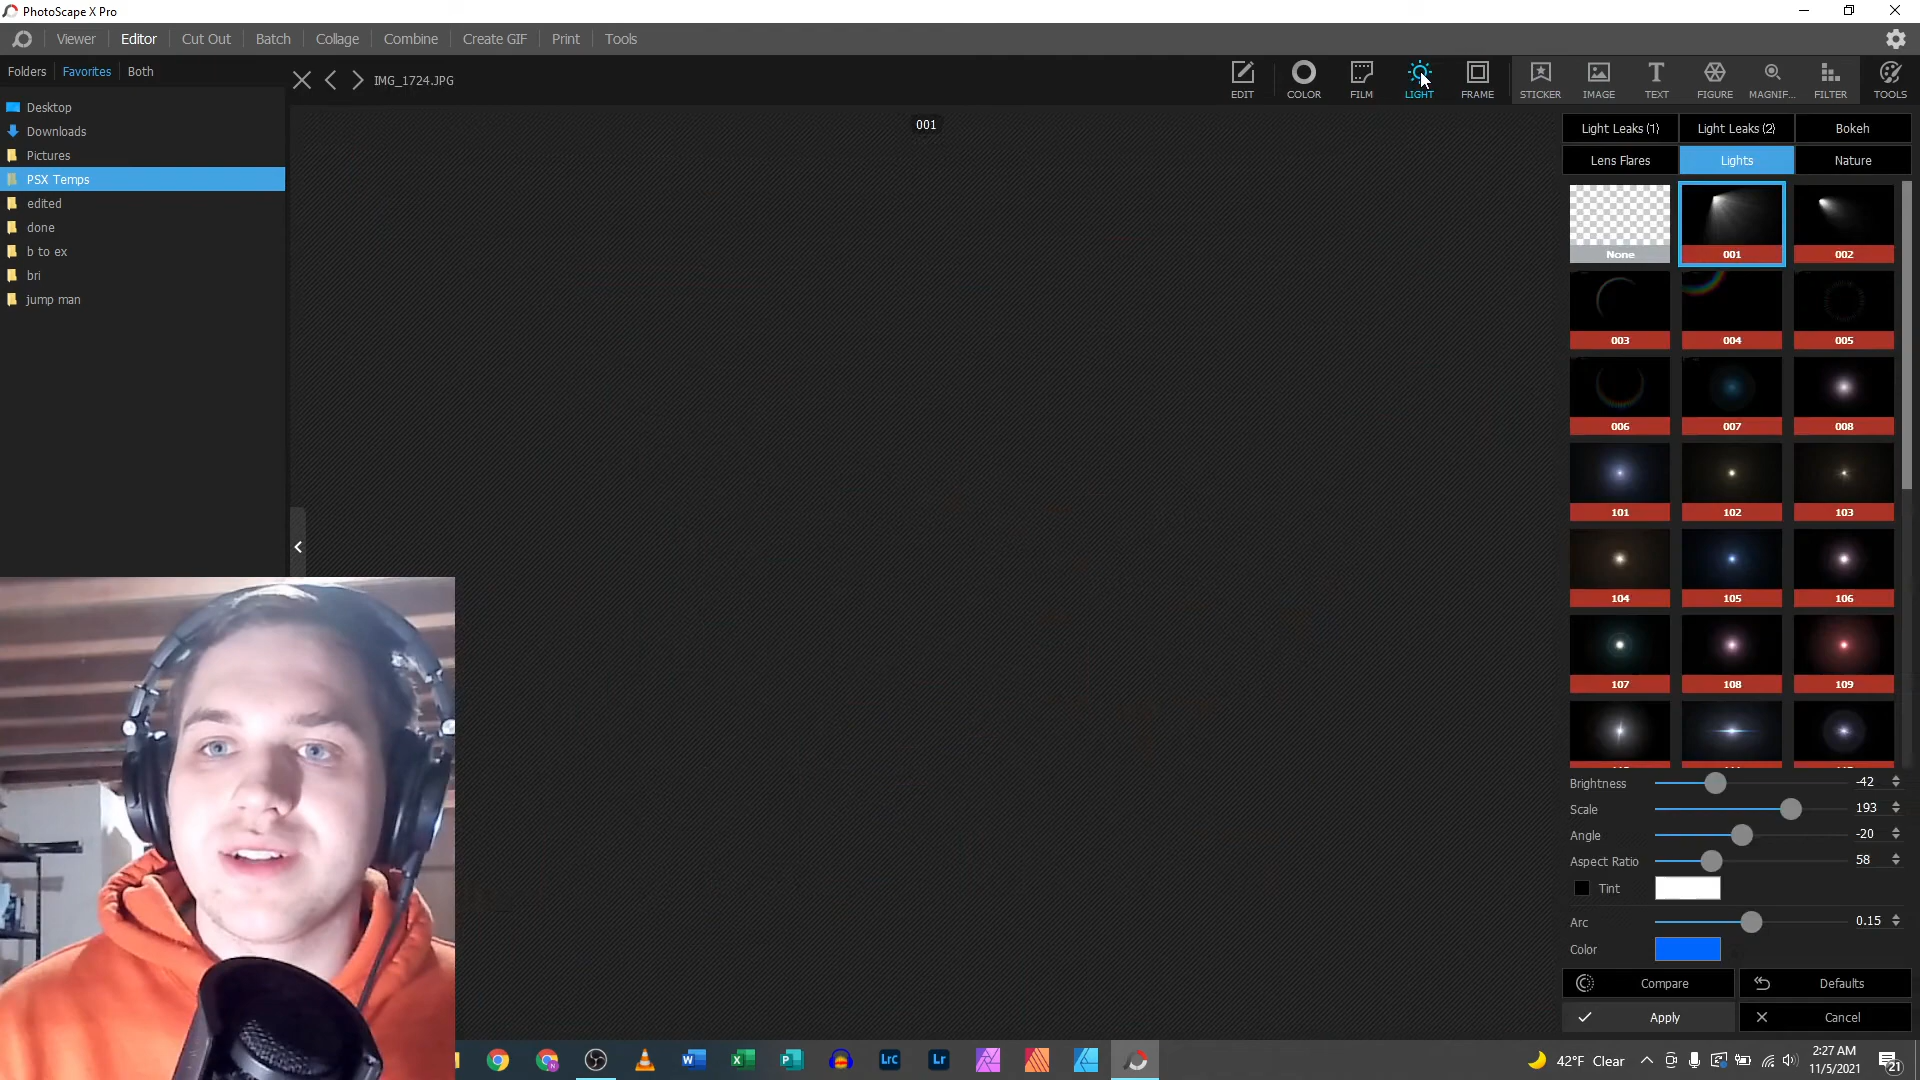 PhotoScape X Pro
Viewer Editor Cut Out Batch Collage Combine Create GIF Print Tools
Folders Favorites Both
IMG_1724.JPG
EDIT COLOR FILM LIGHT FRAME STICKER IMAGE TEXT FIGURE MAGNIF... FILTER TOOLS
Desktop
Downloads
Pictures
PSX Temps
edited
done
b to ex
bri
jump man
001
Light Leaks (1) Light Leaks (2) Bokeh
Lens Flares Lights Nature
None 001 002
003 004 005
006 007 008
101 102 103
104 105 106
107 108 109
Brightness -42
Scale 193
Angle -20
Aspect Ratio 58
Tint
Arc 0.15
Color
Compare Defaults
Apply Cancel
W X P LrC Lr
42°F Clear
2:27 AM
11/5/2021
21